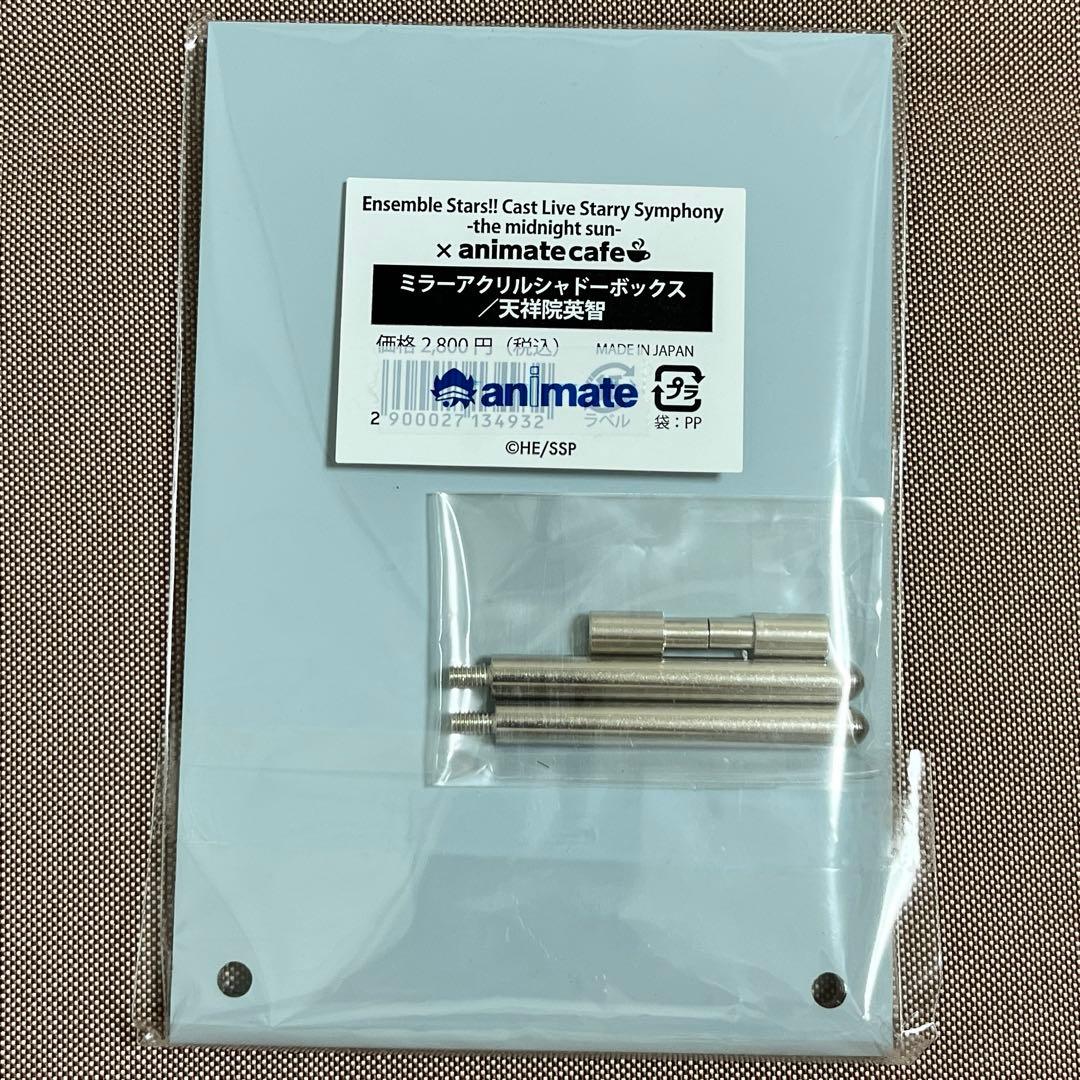 Ensemble Stars!! Cast Live Starry Symphony
-the midnight sun-
× animatecafe
ミラーアクリルシャドーボックス
／天祥院英智
価格 2,800 円（税込） MADE IN JAPAN
animate プラ
2 900027 134932 ラベル 袋：PP
©HE/SSP